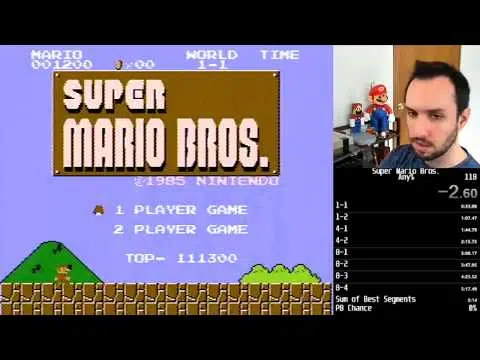 MARIO WORLD TIME
001200 ×00 1-1
SUPER
MARIO BROS.
©1985 NINTENDO
1 PLAYER GAME
2 PLAYER GAME
TOP- 111300
Super Mario Bros.
Any% 119
-2.60
1-1
1-2
4-1
4-2
8-1
8-2
8-3
8-4
Sum of Best Segments
PB Chance 0%